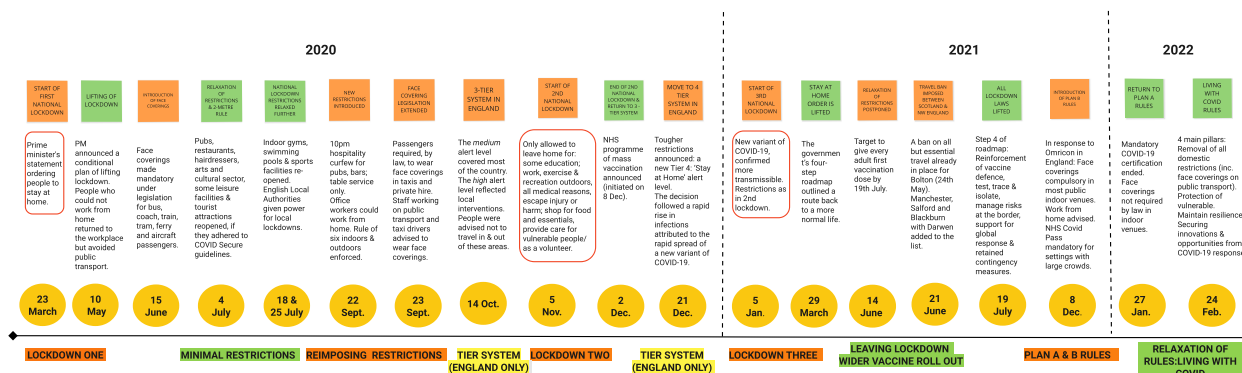 2020
2021
2022
START OF
FIRST
NATIONAL
LOCKDOWN
LIFTING OF
LOCKDOWN
INTRODUCTION
OF FACE
COVERINGS
RELAXATION
OF
RESTRICTIONS
& 2-METRE
RULE
NATIONAL
LOCKDOWN
RESTRICTIONS
RELAXED
FURTHER
NEW
RESTRICTIONS
INTRODUCED
FACE
COVERING
LEGISLATION
EXTENDED
3-TIER
SYSTEM IN
ENGLAND
START OF
2ND
NATIONAL
LOCKDOWN
END OF 2ND
NATIONAL
LOCKDOWN &
RETURN TO 3-
TIER SYSTEM
MOVE TO 4
TIER
SYSTEM IN
ENGLAND
START OF
3RD
NATIONAL
LOCKDOWN
STAY AT
HOME
ORDER IS
LIFTED
RELAXATION
OF
RESTRICTIONS
POSTPONED
TRAVEL BAN
IMPOSED
BETWEEN
SCOTLAND &
NW ENGLAND
ALL
LOCKDOWN
LAWS
LIFTED
INTRODUCTION
OF PLAN B
RULES
RETURN TO
PLAN A
RULES
LIVING
WITH
COVID
RULES
Prime
minister's
statement
ordering
people to
stay at
home.
PM
announced a
conditional
plan of lifting
lockdown.
People who
could not
work from
home
returned to
the workplace
but avoided
public
transport.
Face
coverings
made
mandatory
under
legislation for
bus,
coach, train,
tram, ferry
and aircraft
passengers.
Pubs,
restaurants,
hairdressers,
arts and
cultural sector,
some leisure
facilities &
tourist
attractions
reopened, if
they adhered to
COVID Secure
guidelines.
Indoor gyms,
swimming
pools & sports
facilities re-
opened.
English Local
Authorities
given power
for local
lockdowns.
10pm
hospitality
curfew for
pubs, bars;
table service
only.
Office
workers could
work from
home. Rule of
six indoors &
outdoors
enforced.
Passengers
required, by
law, to wear
face coverings
in taxis and
private hire.
Staff working
on public
transport and
taxi drivers
advised to
wear face
coverings.
The medium
alert level
covered most
of the country.
The high alert
level reflected
local
interventions.
People were
advised not to
travel in & out
of these areas.
Only allowed to
leave home for:
some education;
work, exercise &
recreation outdoors,
all medical reasons,
escape injury or
harm; shop for food
and essentials,
provide care for
vulnerable people/
as a volunteer.
NHS
programme
of mass
vaccination
announced
(initiated on
8 Dec).
Tougher
restrictions
announced: a
new Tier 4: 'Stay
at Home' alert
level.
The decision
followed a rapid
rise in
infections
attributed to the
rapid spread of
a new variant of
COVID-19.
New variant of
COVID-19,
confirmed
more
transmissible.
Restrictions as
in 2nd
lockdown.
The
governmen
t's four-
step
roadmap
outlined a
route back
to a more
normal life.
Target to
give every
adult first
vaccination
dose by
19th July.
A ban on all
but essential
travel already
in place for
Bolton (24th
May).
Manchester,
Salford and
Blackburn
with Darwen
added to the
list.
Step 4 of
roadmap:
Reinforcement
of vaccine
defence,
test, trace &
isolate,
manage risks
at the border,
support for
global
response &
retained
contingency
measures.
In response to
Omricon in
England: Face
coverings
compulsory in
most public
indoor venues.
Work from
home advised.
NHS Covid
Pass
mandatory for
settings with
large crowds.
Mandatory
COVID-19
certification
ended.
Face
coverings
not required
by law in
indoor
venues.
4 main pillars:
Removal of all
domestic
restrictions (inc.
face coverings on
public transport).
Protection of
vulnerable.
Maintain resilience
Securing
innovations &
opportunities from
COVID-19 response
23
March
10
May
15
June
4
July
18 &
25 July
22
Sept.
23
Sept.
14 Oct.
5
Nov.
2
Dec.
21
Dec.
5
Jan.
29
March
14
June
21
June
19
July
8
Dec.
27
Jan.
24
Feb.
LOCKDOWN ONE
MINIMAL RESTRICTIONS
REIMPOSING RESTRICTIONS
TIER SYSTEM
(ENGLAND ONLY)
LOCKDOWN TWO
TIER SYSTEM
(ENGLAND ONLY)
LOCKDOWN THREE
LEAVING LOCKDOWN
WIDER VACCINE ROLL OUT
PLAN A & B RULES
RELAXATION OF
RULES:LIVING WITH
COVID